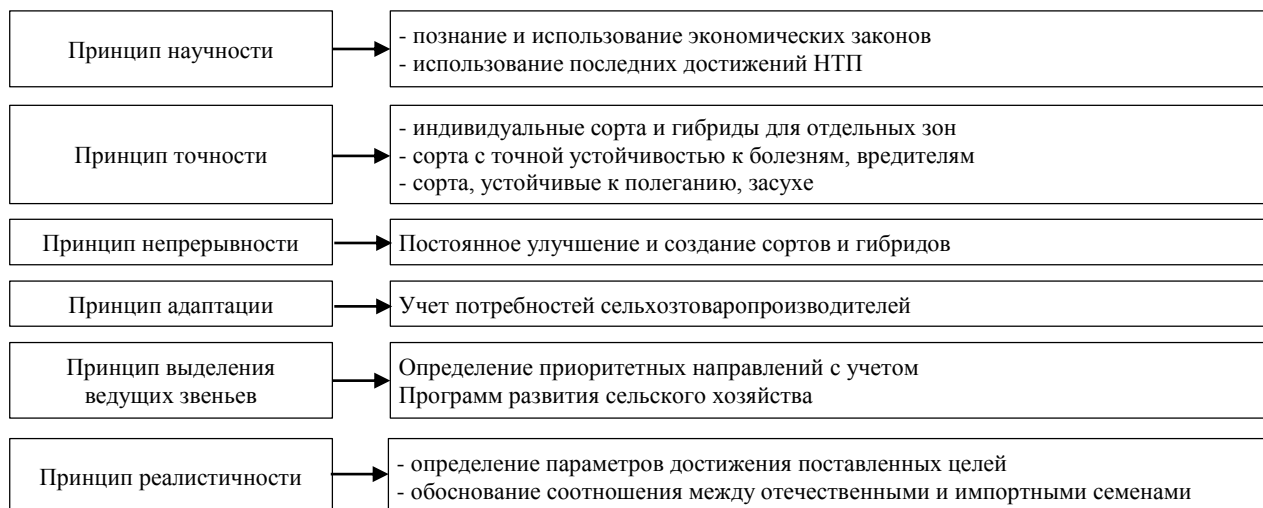 Принцип научности
- познание и использование экономических законов
- использование последних достижений НТП
Принцип точности
- индивидуальные сорта и гибриды для отдельных зон
- сорта с точной устойчивостью к болезням, вредителям
- сорта, устойчивые к полеганию, засухе
Принцип непрерывности
Постоянное улучшение и создание сортов и гибридов
Принцип адаптации
Учет потребностей сельхозтоваропроизводителей
Принцип выделения
ведущих звеньев
Определение приоритетных направлений с учетом
Программ развития сельского хозяйства
Принцип реалистичности
- определение параметров достижения поставленных целей
- обоснование соотношения между отечественными и импортными семенами